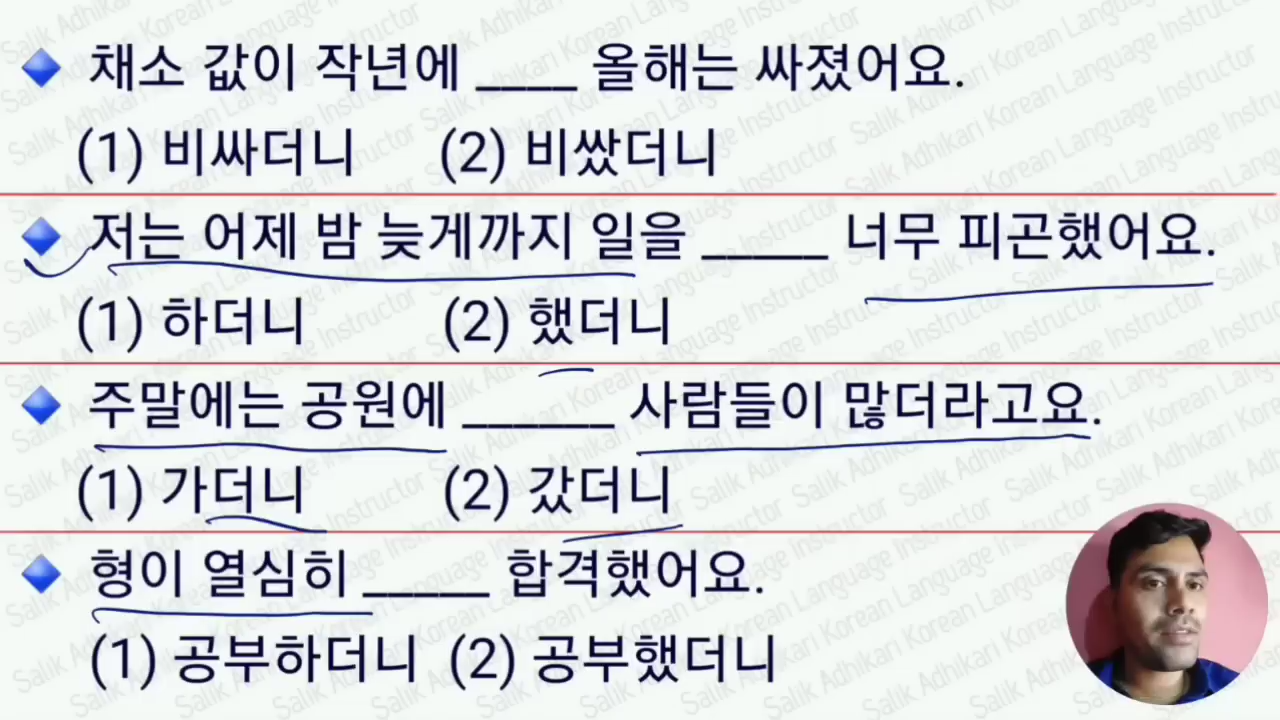 채소 값이 작년에 ____ 올해는 싸졌어요.
(1) 비싸더니 (2) 비쌌더니
저는 어제 밤 늦게까지 일을 _____ 너무 피곤했어요.
(1) 하더니 (2) 했더니
주말에는 공원에 ______ 사람들이 많더라고요.
(1) 가더니 (2) 갔더니
형이 열심히 _____ 합격했어요.
(1) 공부하더니 (2) 공부했더니
Salik Adhikari Korean Language Instructor